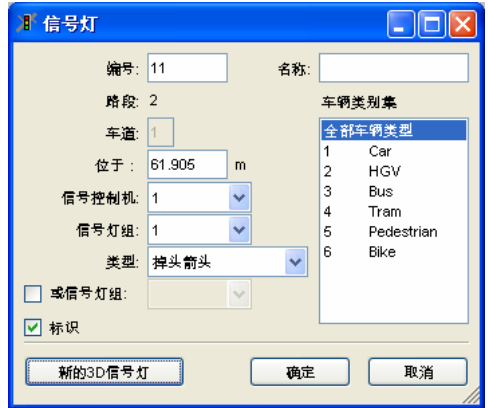 信号灯
编号: 11
名称:
路段: 2
车辆类别集
车道: 1
全部车辆类型
1 Car
2 HGV
3 Bus
4 Tram
5 Pedestrian
6 Bike
位于 : 61.905 m
信号控制机: 1
信号灯组: 1
类型: 掉头箭头
或信号灯组:
标识
新的3D信号灯
确定
取消